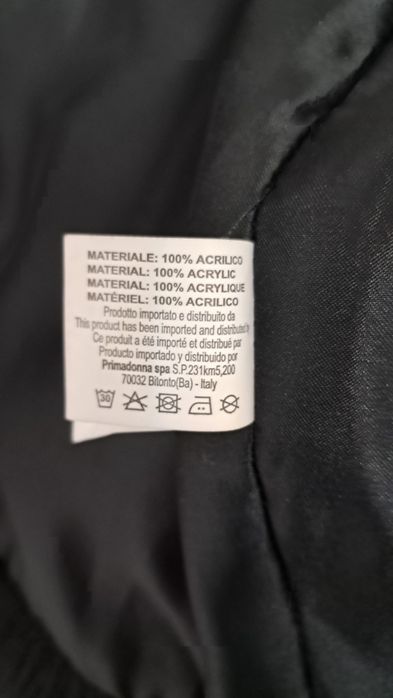 MATERIALE: 100% ACRILICO
MATERIAL: 100% ACRYLIC
MATERIAL: 100% ACRYLIQUE
MATÉRIEL: 100% ACRILICO
Prodotto importato e distribuito da
This product has been imported and distributed by
Ce produit a été importé et distribué par
Producto importado y distribuido por
Primadonna spa S.P.231km5,200
70032 Bitonto(Ba) - Italy
30